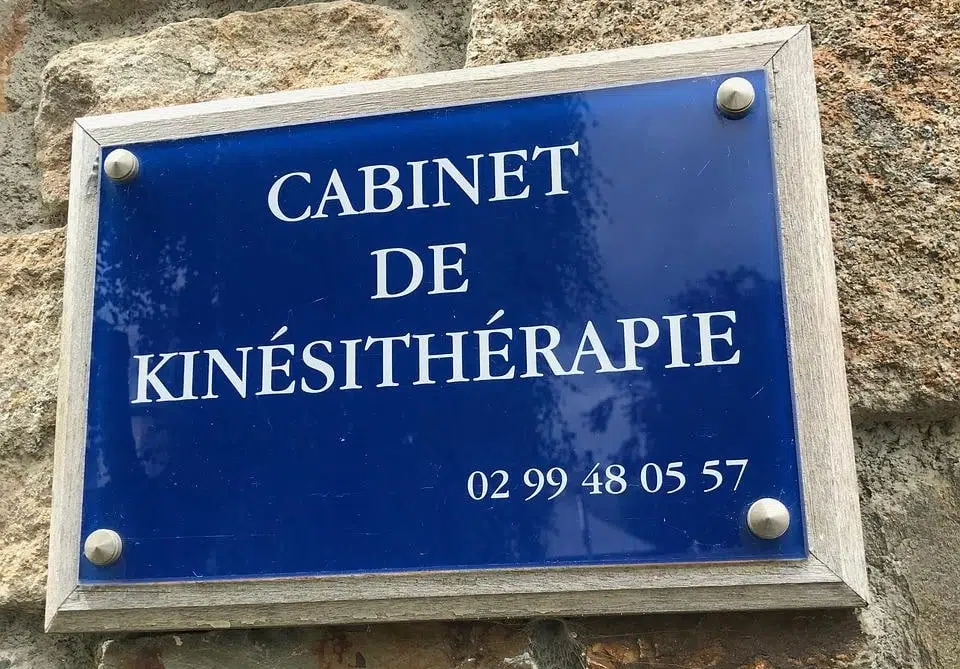 CABINET
DE
KINÉSITHÉRAPIE
02 99 48 05 57